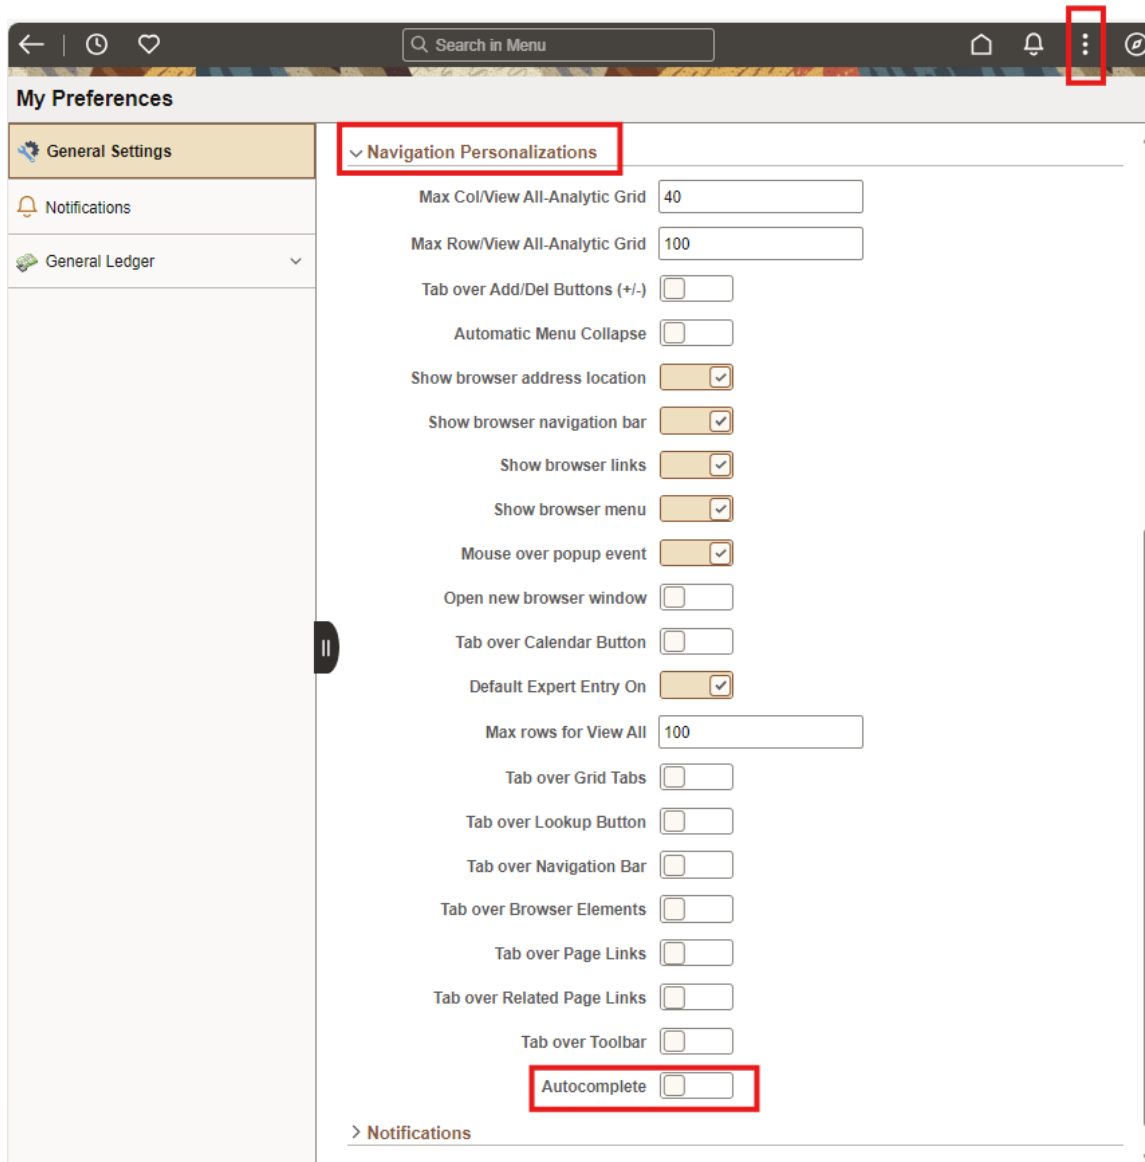 Search in Menu
My Preferences
General Settings
Notifications
General Ledger
Navigation Personalizations
Max Col/View All-Analytic Grid 40
Max Row/View All-Analytic Grid 100
Tab over Add/Del Buttons (+/-)
Automatic Menu Collapse
Show browser address location
Show browser navigation bar
Show browser links
Show browser menu
Mouse over popup event
Open new browser window
Tab over Calendar Button
Default Expert Entry On
Max rows for View All 100
Tab over Grid Tabs
Tab over Lookup Button
Tab over Navigation Bar
Tab over Browser Elements
Tab over Page Links
Tab over Related Page Links
Tab over Toolbar
Autocomplete
Notifications